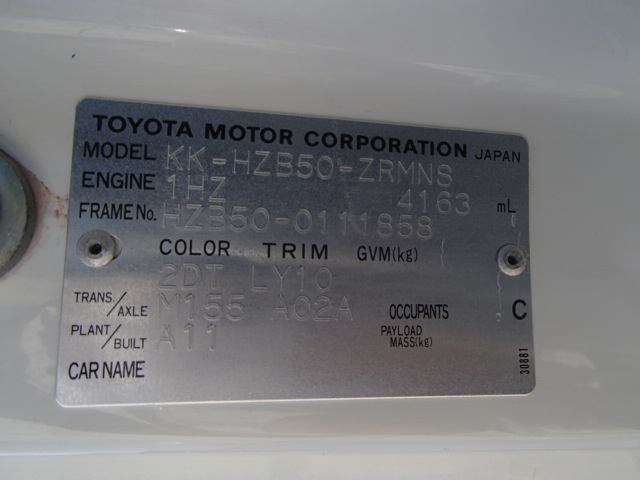 TOYOTA MOTOR CORPORATION JAPAN
MODEL KK-HZB50-ZRMNS
ENGINE 1HZ 4163 mL
FRAME No. HZB50-0111858
COLOR TRIM GVM(kg)
2DT LY10
TRANS/AXLE M155 A02A OCCUPANTS C
PLANT/BUILT A11 PAYLOAD MASS(kg)
CAR NAME
30881